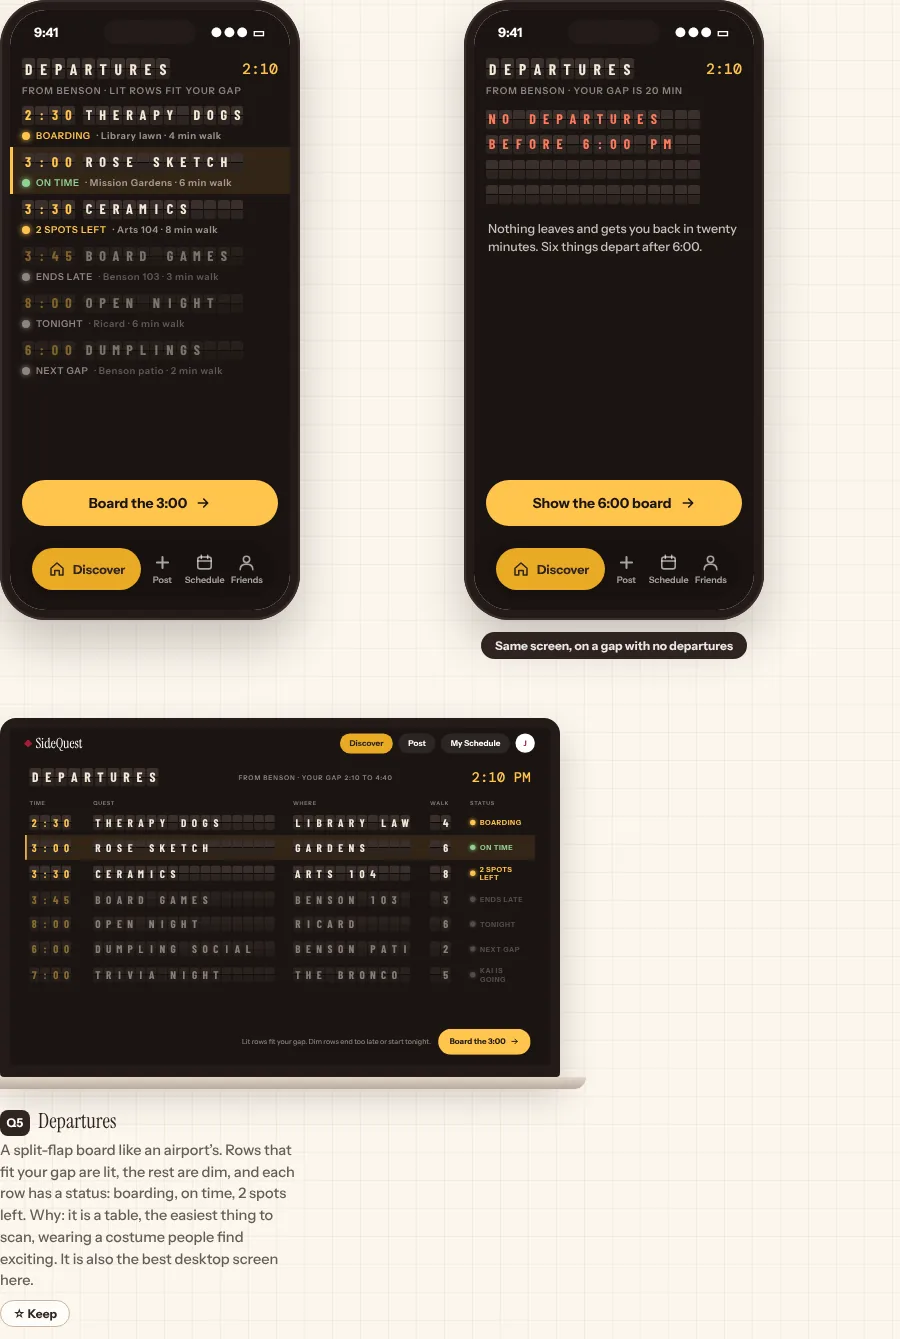 9:41
DEPARTURES 2:10
FROM BENSON · LIT ROWS FIT YOUR GAP
2:30 THERAPY DOGS
BOARDING · Library lawn · 4 min walk
3:00 ROSE SKETCH
ON TIME · Mission Gardens · 6 min walk
3:30 CERAMICS
2 SPOTS LEFT · Arts 104 · 8 min walk
3:45 BOARD GAMES
ENDS LATE · Benson 103 · 3 min walk
8:00 OPEN NIGHT
TONIGHT · Ricard · 6 min walk
6:00 DUMPLINGS
NEXT GAP · Benson patio · 2 min walk
Board the 3:00 →
Discover
Post
Schedule
Friends
9:41
DEPARTURES 2:10
FROM BENSON · YOUR GAP IS 20 MIN
NO DEPARTURES
BEFORE 6:00 PM
Nothing leaves and gets you back in twenty
minutes. Six things depart after 6:00.
Show the 6:00 board →
Discover
Post
Schedule
Friends
Same screen, on a gap with no departures
SideQuest
Discover
Post
My Schedule
J
DEPARTURES FROM BENSON · YOUR GAP 2:10 TO 4:40 2:10 PM
TIME QUEST WHERE WALK STATUS
2:30 THERAPY DOGS LIBRARY LAW 4 BOARDING
3:00 ROSE SKETCH GARDENS 6 ON TIME
3:30 CERAMICS ARTS 104 8 2 SPOTS LEFT
3:45 BOARD GAMES BENSON 103 3 ENDS LATE
8:00 OPEN NIGHT RICARD 6 TONIGHT
6:00 DUMPLING SOCIAL BENSON PATI 2 NEXT GAP
7:00 TRIVIA NIGHT THE BRONCO 5 KAI IS GOING
Lit rows fit your gap. Dim rows end too late or start tonight.
Board the 3:00 →
Q5 Departures
A split-flap board like an airport's. Rows that
fit your gap are lit, the rest are dim, and each
row has a status: boarding, on time, 2 spots
left. Why: it is a table, the easiest thing to
scan, wearing a costume people find
exciting. It is also the best desktop screen
here.
☆ Keep